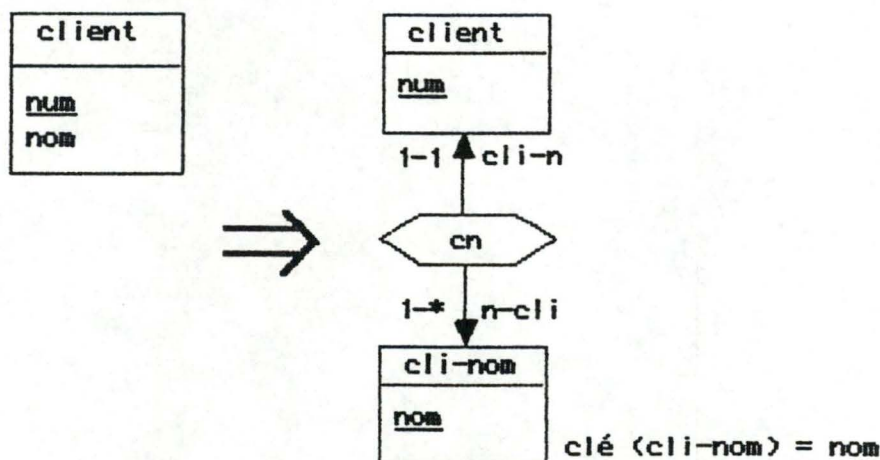 client
num
nom
client
num
1-1 cli-n
cn
1-* n-cli
cli-nom
nom
clé (cli-nom) = nom